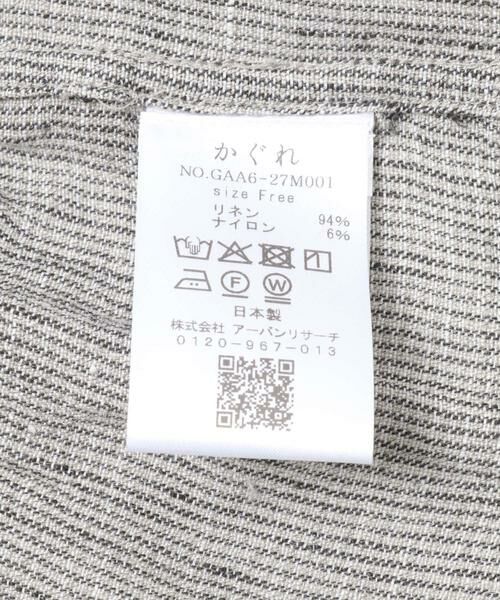 かぐれ
NO.GAA6-27M001
size Free
リネン 94%
ナイロン 6%
F W
日本製
株式会社 アーバンリサーチ
0120-967-013